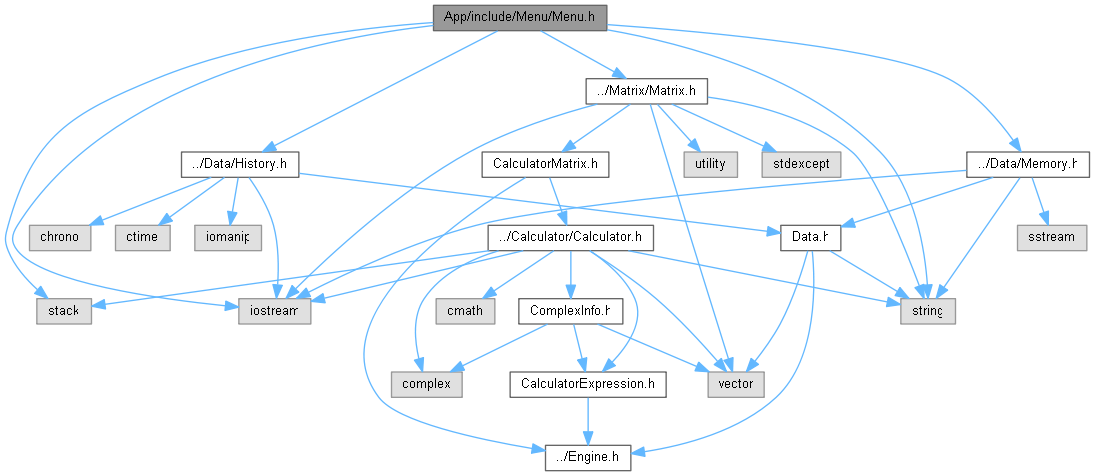 App/include/Menu/Menu.h
../Matrix/Matrix.h
../Data/History.h
CalculatorMatrix.h
utility
stdexcept
../Data/Memory.h
chrono
ctime
iomanip
../Calculator/Calculator.h
Data.h
sstream
stack
iostream
cmath
ComplexInfo.h
string
complex
CalculatorExpression.h
vector
../Engine.h